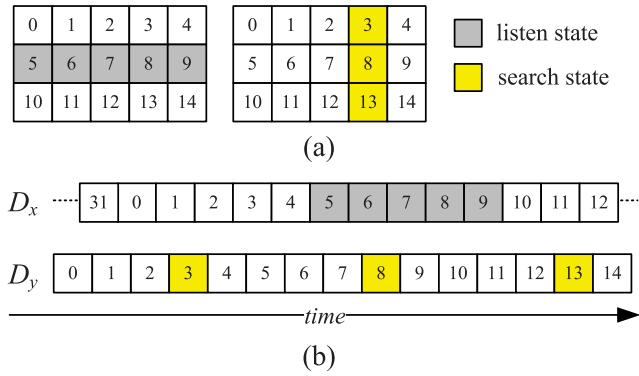 0 1 2 3 4 0 1 2 3 4 listen state
5 6 7 8 9 5 6 7 8 9 search state
10 11 12 13 14 10 11 12 13 14
(a)
Dx 31 0 1 2 3 4 5 6 7 8 9 10 11 12
Dy 0 1 2 3 4 5 6 7 8 9 10 11 12 13 14
time
(b)